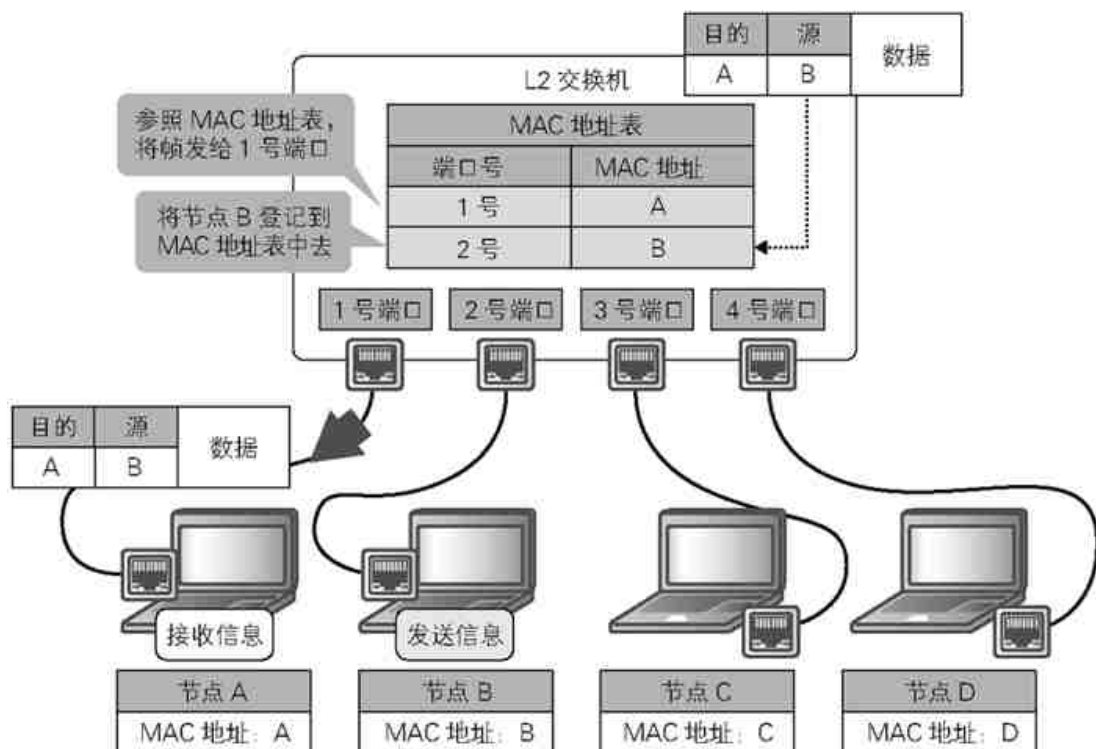 目的 源 数据
A B
L2 交换机
参照 MAC 地址表，
将帧发给 1 号端口
MAC 地址表
端口号 MAC 地址
1 号 A
2 号 B
将节点 B 登记到
MAC 地址表中去
1 号端口 2 号端口 3 号端口 4 号端口
目的 源 数据
A B
接收信息 发送信息
节点 A 节点 B 节点 C 节点 D
MAC 地址：A MAC 地址：B MAC 地址：C MAC 地址：D